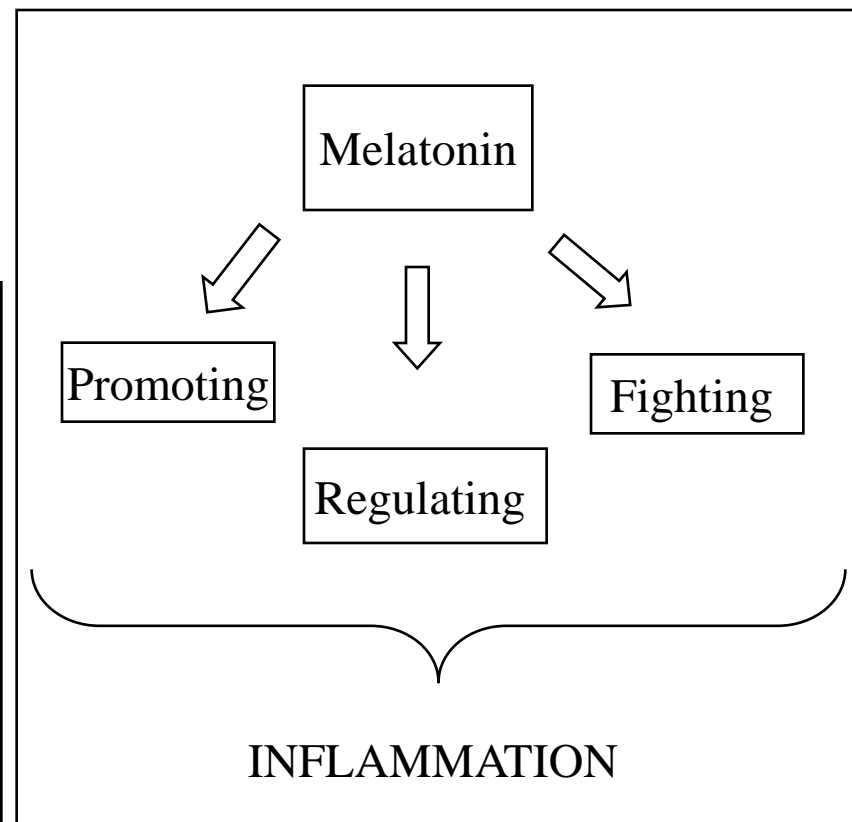 Melatonin
Promoting
Fighting
Regulating
INFLAMMATION